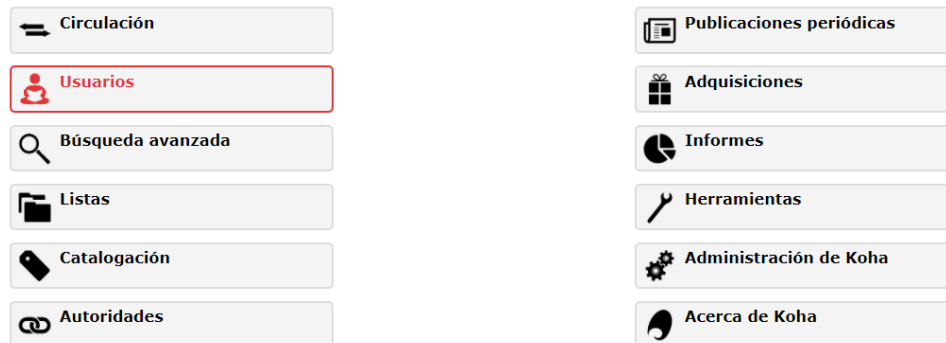 Circulación
Usuarios
Búsqueda avanzada
Listas
Catalogación
Autoridades
Publicaciones periódicas
Adquisiciones
Informes
Herramientas
Administración de Koha
Acerca de Koha